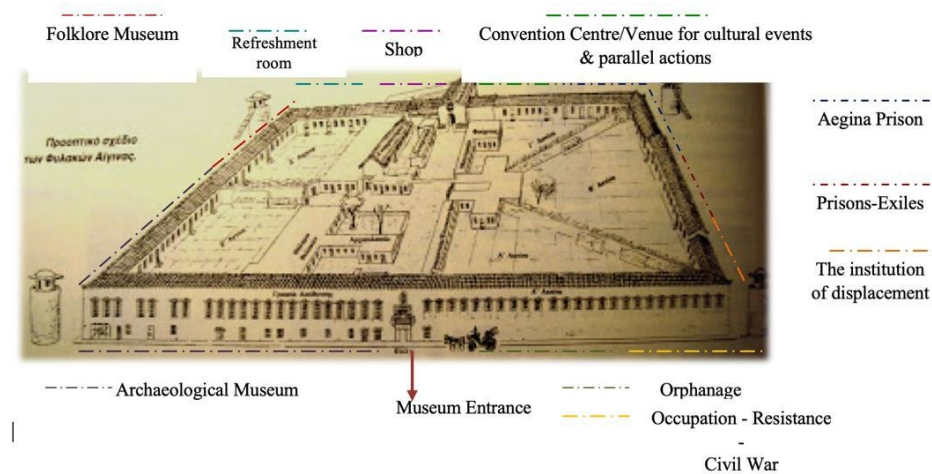 Folklore Museum
Refreshment
room
Shop
Convention Centre/Venue for cultural events
& parallel actions
Προοπτικό σχέδιο
των Φυλακών Αίγινας.
Aegina Prison
Prisons-Exiles
The institution
of displacement
Archaeological Museum
Museum Entrance
Orphanage
Occupation - Resistance
-
Civil War